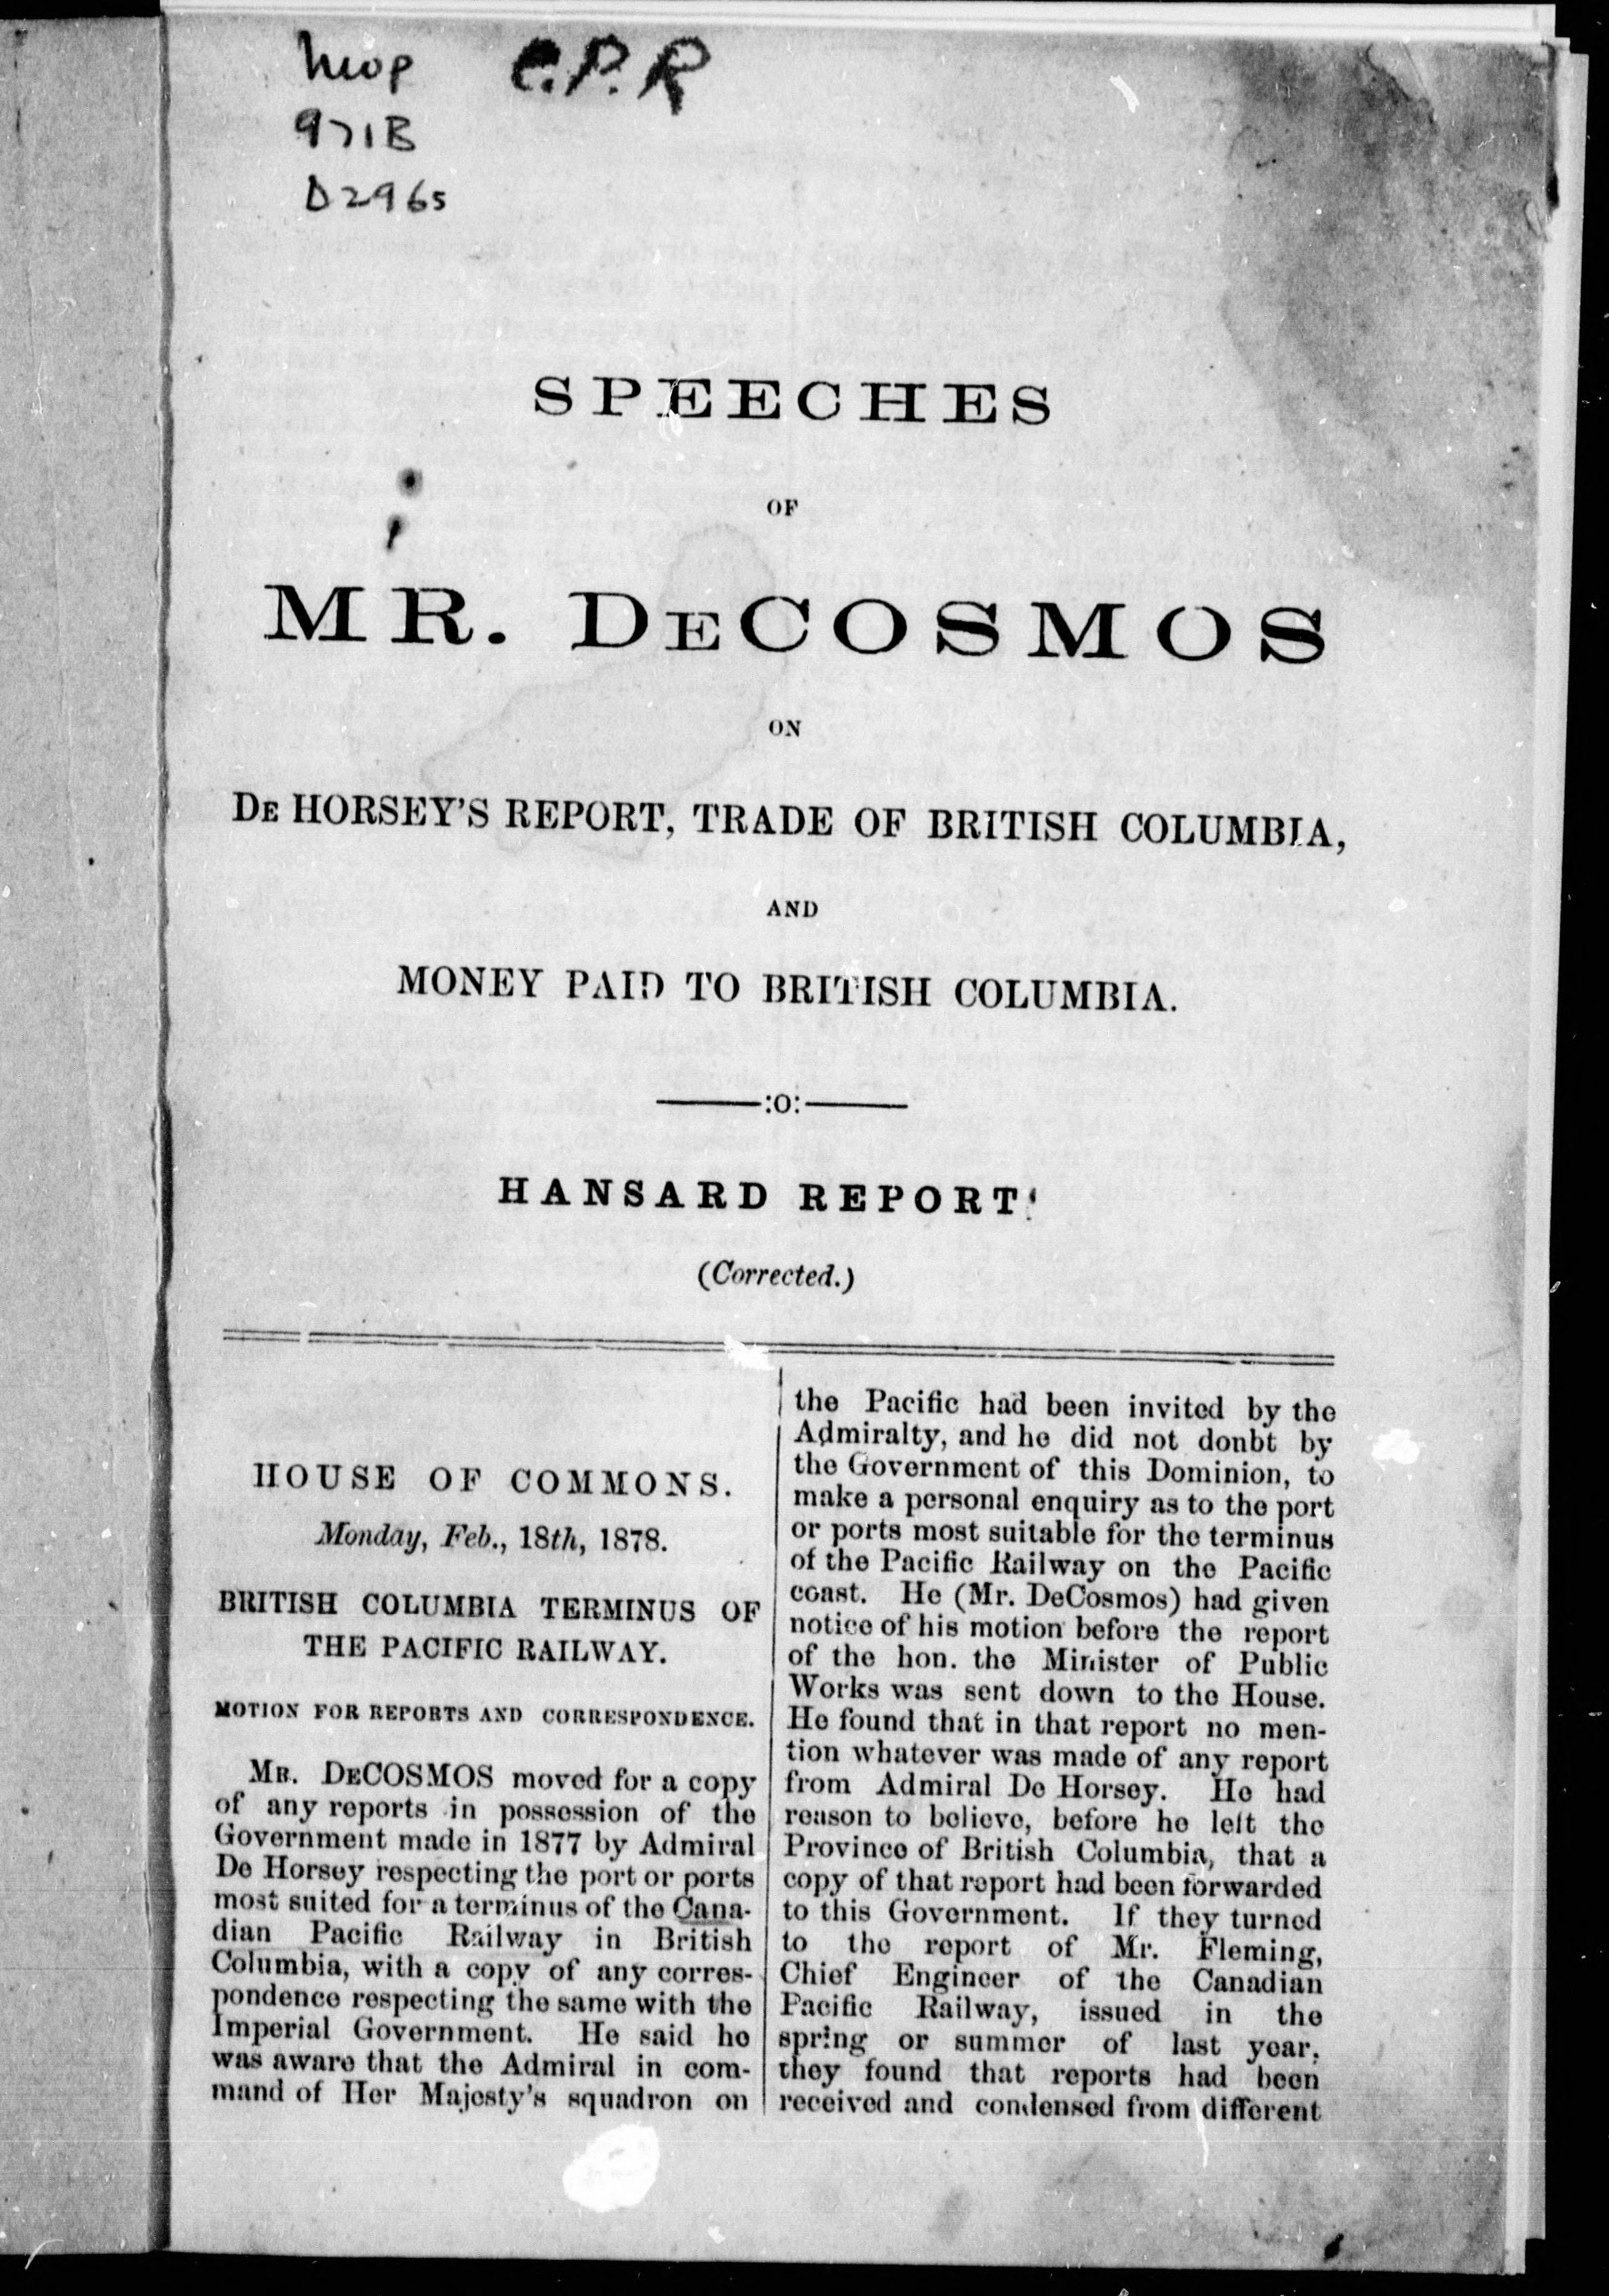 C.P.R
971B
D2965
SPEECHES
OF
MR. DECOSMOS
ON
DE HORSEY'S REPORT, TRADE OF BRITISH COLUMBIA,
AND
MONEY PAID TO BRITISH COLUMBIA.
———:o:———
HANSARD REPORT
(Corrected.)
HOUSE OF COMMONS.
Monday, Feb., 18th, 1878.
BRITISH COLUMBIA TERMINUS OF
THE PACIFIC RAILWAY.
MOTION FOR REPORTS AND CORRESPONDENCE.
MR. DECOSMOS moved for a copy
of any reports in possession of the
Government made in 1877 by Admiral
De Horsey respecting the port or ports
most suited for a terminus of the Cana-
dian Pacific Railway in British
Columbia, with a copy of any corres-
pondence respecting the same with the
Imperial Government. He said he
was aware that the Admiral in com-
mand of Her Majesty's squadron on
the Pacific had been invited by the
Admiralty, and he did not doubt by
the Government of this Dominion, to
make a personal enquiry as to the port
or ports most suitable for the terminus
of the Pacific Railway on the Pacific
coast. He (Mr. DeCosmos) had given
notice of his motion before the report
of the hon. the Minister of Public
Works was sent down to the House.
He found that in that report no men-
tion whatever was made of any report
from Admiral De Horsey. He had
reason to believe, before he left the
Province of British Columbia, that a
copy of that report had been forwarded
to this Government. If they turned
to the report of Mr. Fleming,
Chief Engineer of the Canadian
Pacific Railway, issued in the
spring or summer of last year,
they found that reports had been
received and condensed from different